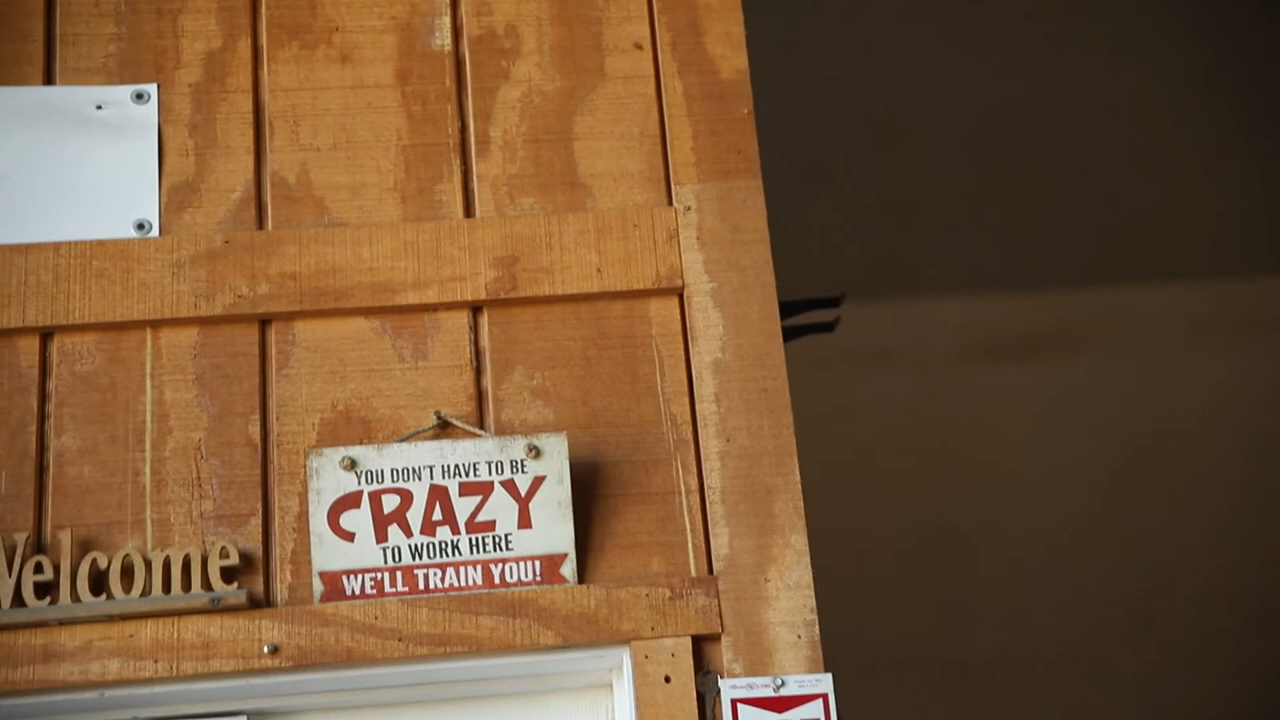 YOU DON'T HAVE TO BE
CRAZY
TO WORK HERE
WE'LL TRAIN YOU!
Welcome